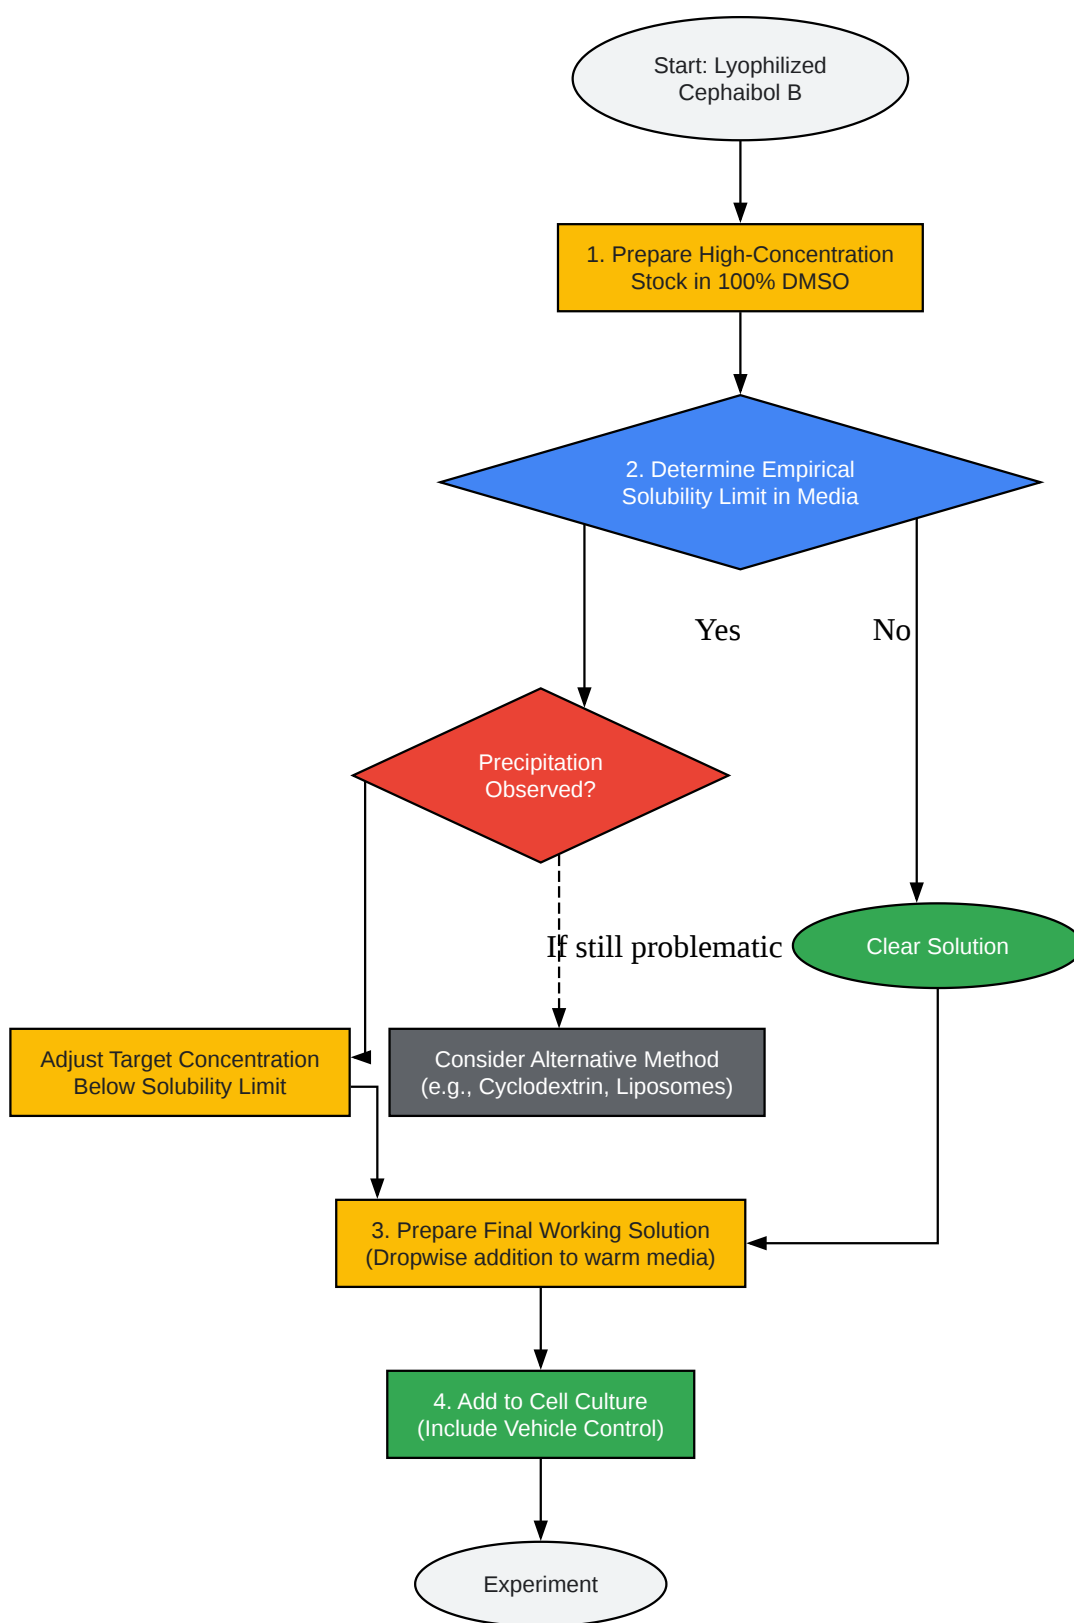 Start: Lyophilized
Cephaibol B
1. Prepare High-Concentration
Stock in 100% DMSO
2. Determine Empirical
Solubility Limit in Media
Yes
No
Precipitation
Observed?
If still problematic
Clear Solution
Adjust Target Concentration
Below Solubility Limit
Consider Alternative Method
(e.g., Cyclodextrin, Liposomes)
3. Prepare Final Working Solution
(Dropwise addition to warm media)
4. Add to Cell Culture
(Include Vehicle Control)
Experiment